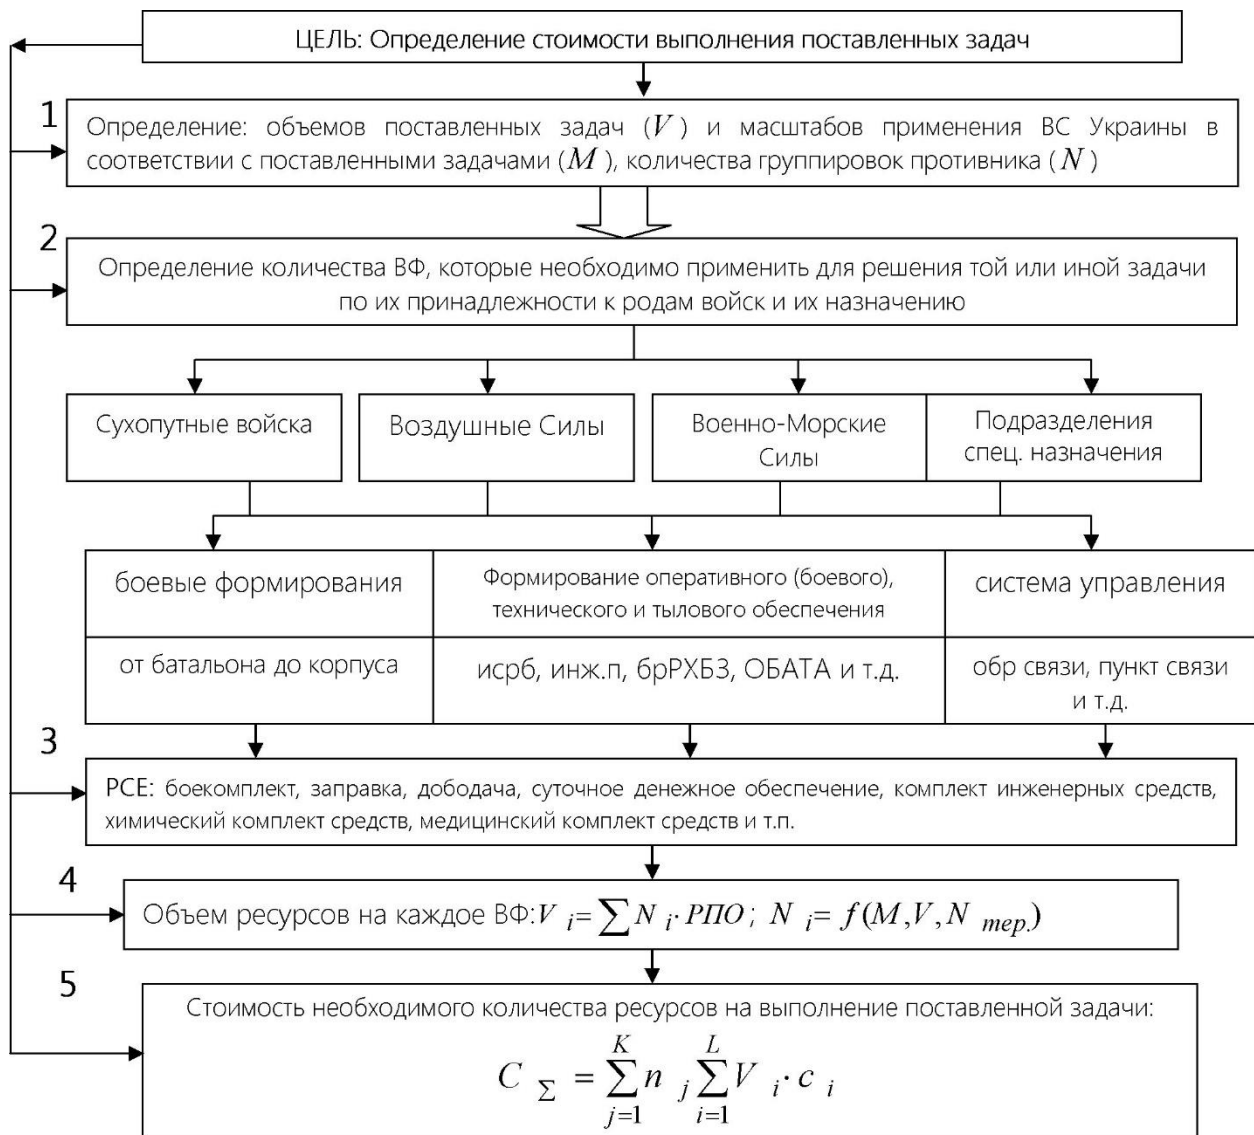 ЦЕЛЬ: Определение стоимости выполнения поставленных задач
1
Определение: объемов поставленных задач (V) и масштабов применения ВС Украины в
соответствии с поставленными задачами (M), количества группировок противника (N)
2
Определение количества ВФ, которые необходимо применить для решения той или иной задачи
по их принадлежности к родам войск и их назначению
Сухопутные войска
Воздушные Силы
Военно-Морские
Силы
Подразделения
спец. назначения
боевые формирования
Формирование оперативного (боевого),
технического и тылового обеспечения
система управления
от батальона до корпуса
исрб, инж.п, брРХБЗ, ОБАТА и т.д.
обр связи, пункт связи
и т.д.
3
РСЕ: боекомплект, заправка, дободача, суточное денежное обеспечение, комплект инженерных средств,
химический комплект средств, медицинский комплект средств и т.п.
4
Объем ресурсов на каждое ВФ: V i = ∑ N i · РПО ; N i = f(M,V,N тер.)
5
Стоимость необходимого количества ресурсов на выполнение поставленной задачи:
C Σ = ∑ j=1 K n j ∑ i=1 L V i · c i